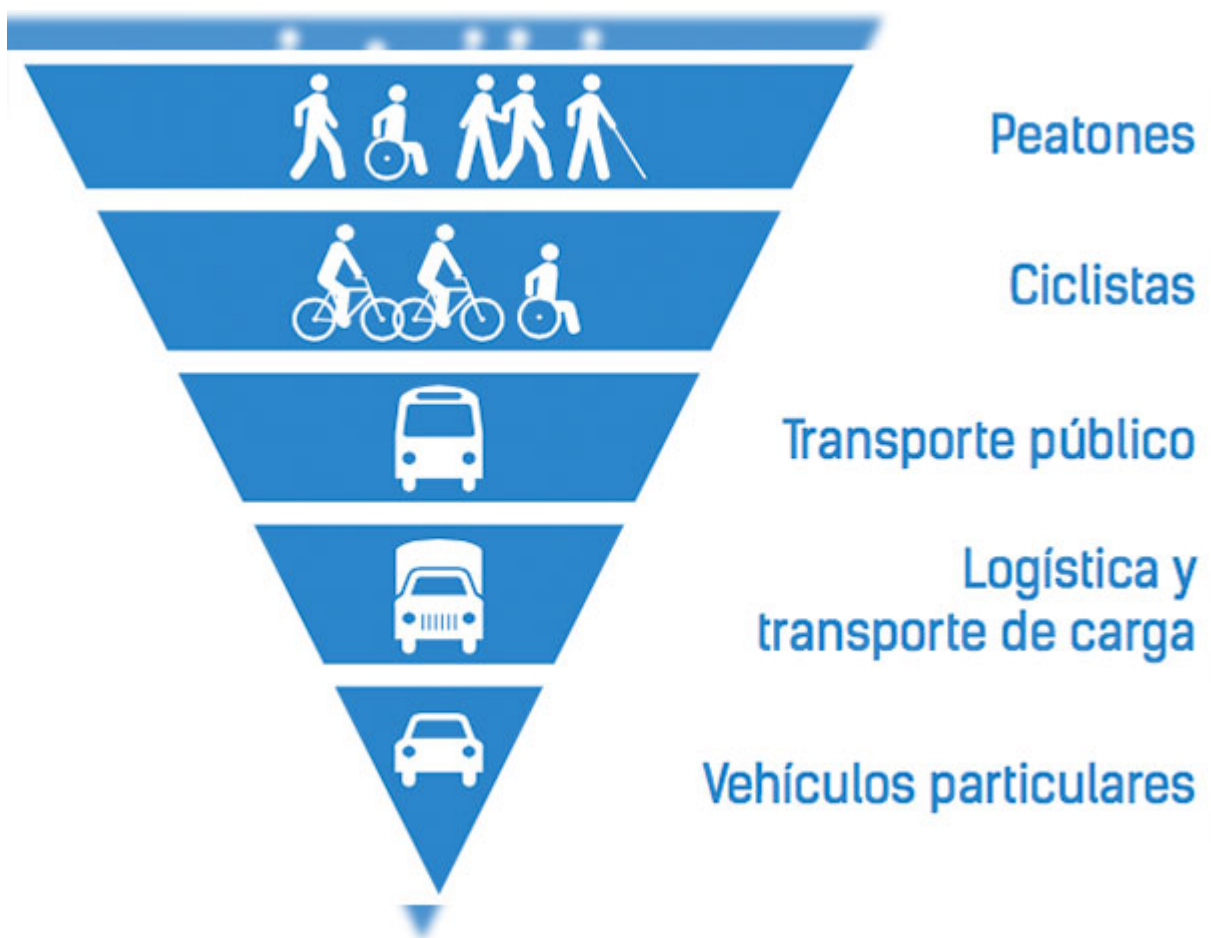 Peatones
Ciclistas
Transporte público
Logística y
transporte de carga
Vehículos particulares